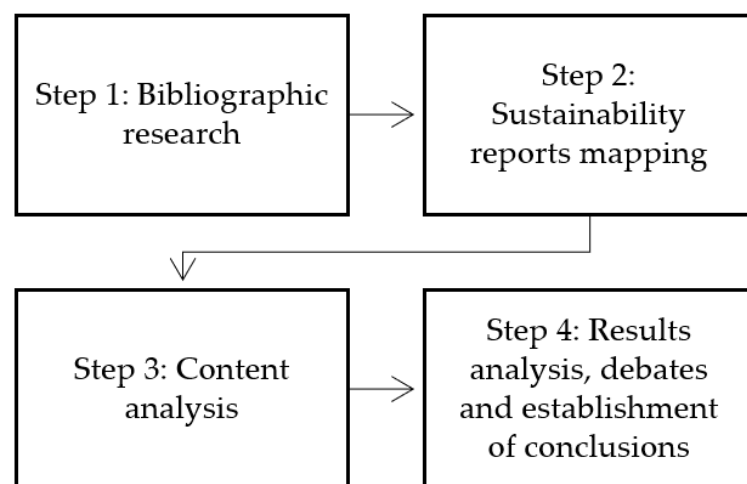 Step 1: Bibliographic
research
Step 2:
Sustainability
reports mapping
Step 3: Content
analysis
Step 4: Results
analysis, debates
and establishment
of conclusions